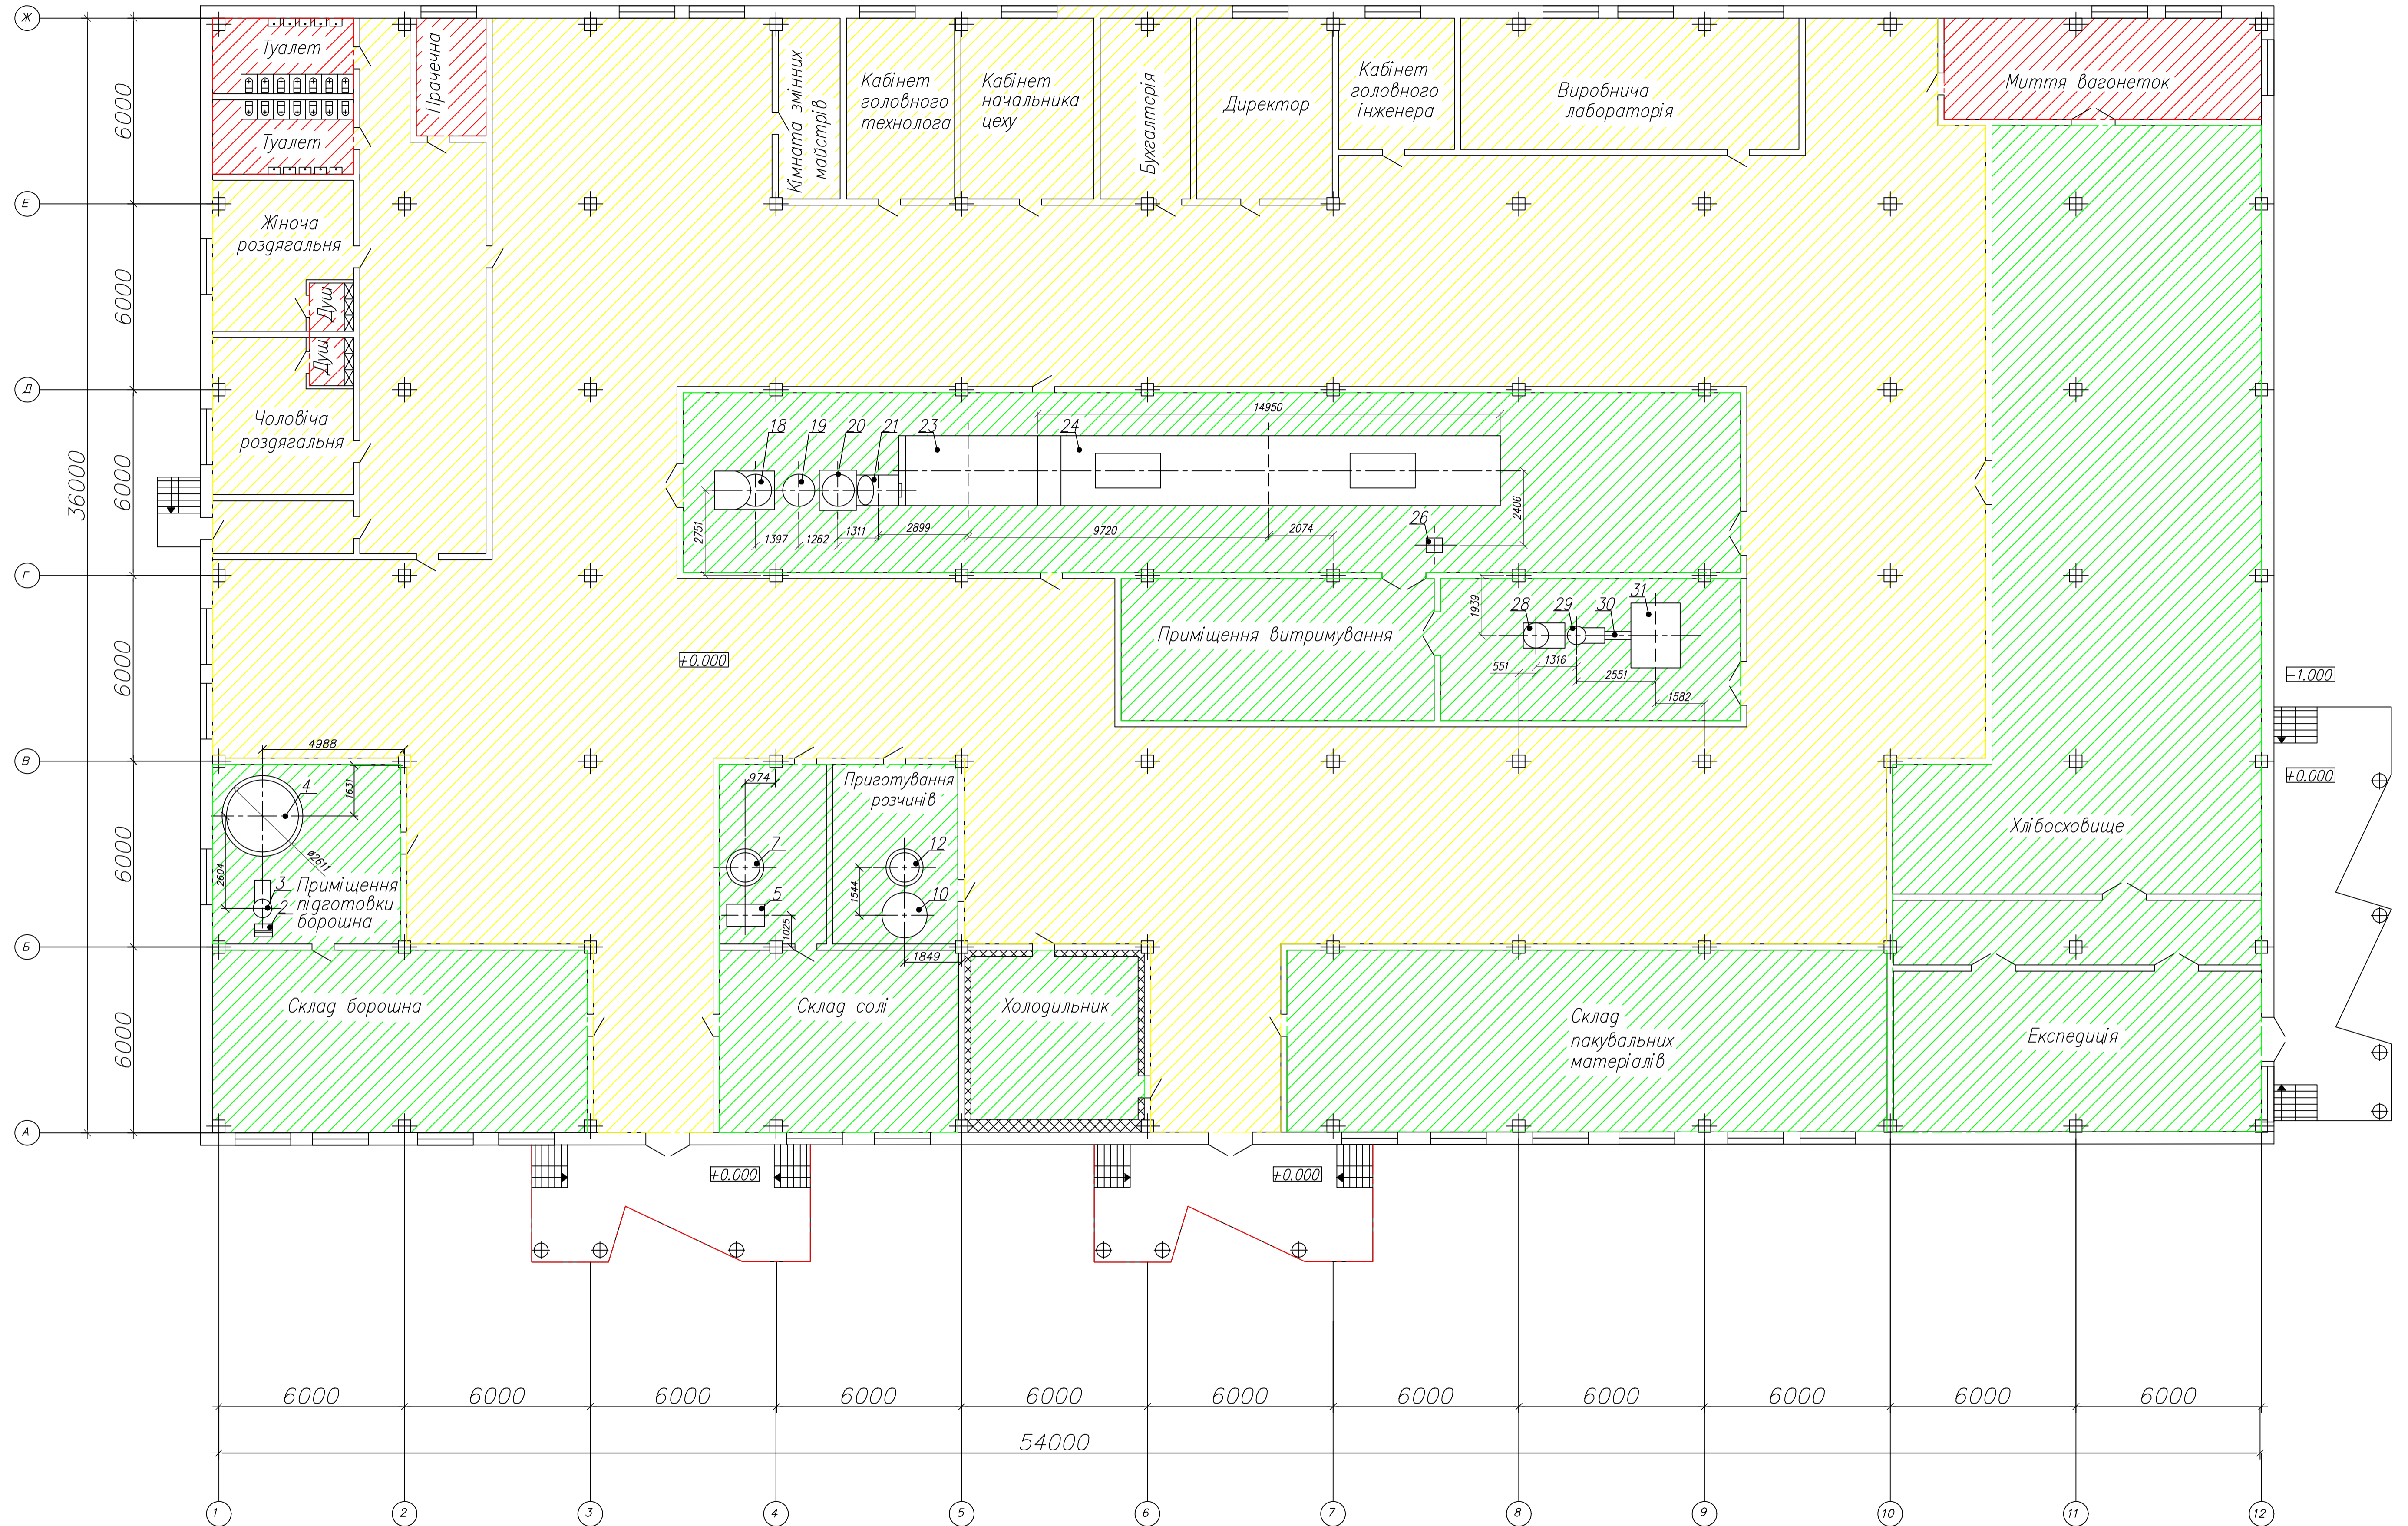 Ж
Туалет
Прачечна
Кімната змінних
майстрів
Кабінет
головного
технолога
Кабінет
начальника
цеху
Бухгалтерія
Директор
Кабінет
головного
інженера
Виробнича
лабораторія
Миття вагонеток
6000
Туалет
Е
Жіноча
роздягальня
6000
Душ
Душ
Д
Чоловіча
роздягальня
36000
6000
14950
18
19
20
21
23
24
2751
1397
1262
1311
2899
9720
2074
2406
26
Г
6000
1939
28
29
30
31
Приміщення витримування
551
1316
2551
1582
+0.000
-1.000
В
4988
1631
4
⌀2611
2604
3
2
Приміщення
підготовки
борошна
6000
974
7
5
1025
Приготування
розчинів
12
10
1544
1849
+0.000
Хлібосховище
Б
6000
Склад борошна
Склад солі
Холодильник
Склад
пакувальних
матеріалів
Експедиція
А
+0.000
+0.000
6000
6000
6000
6000
6000
6000
6000
6000
6000
6000
6000
54000
1
2
3
4
5
6
7
8
9
10
11
12